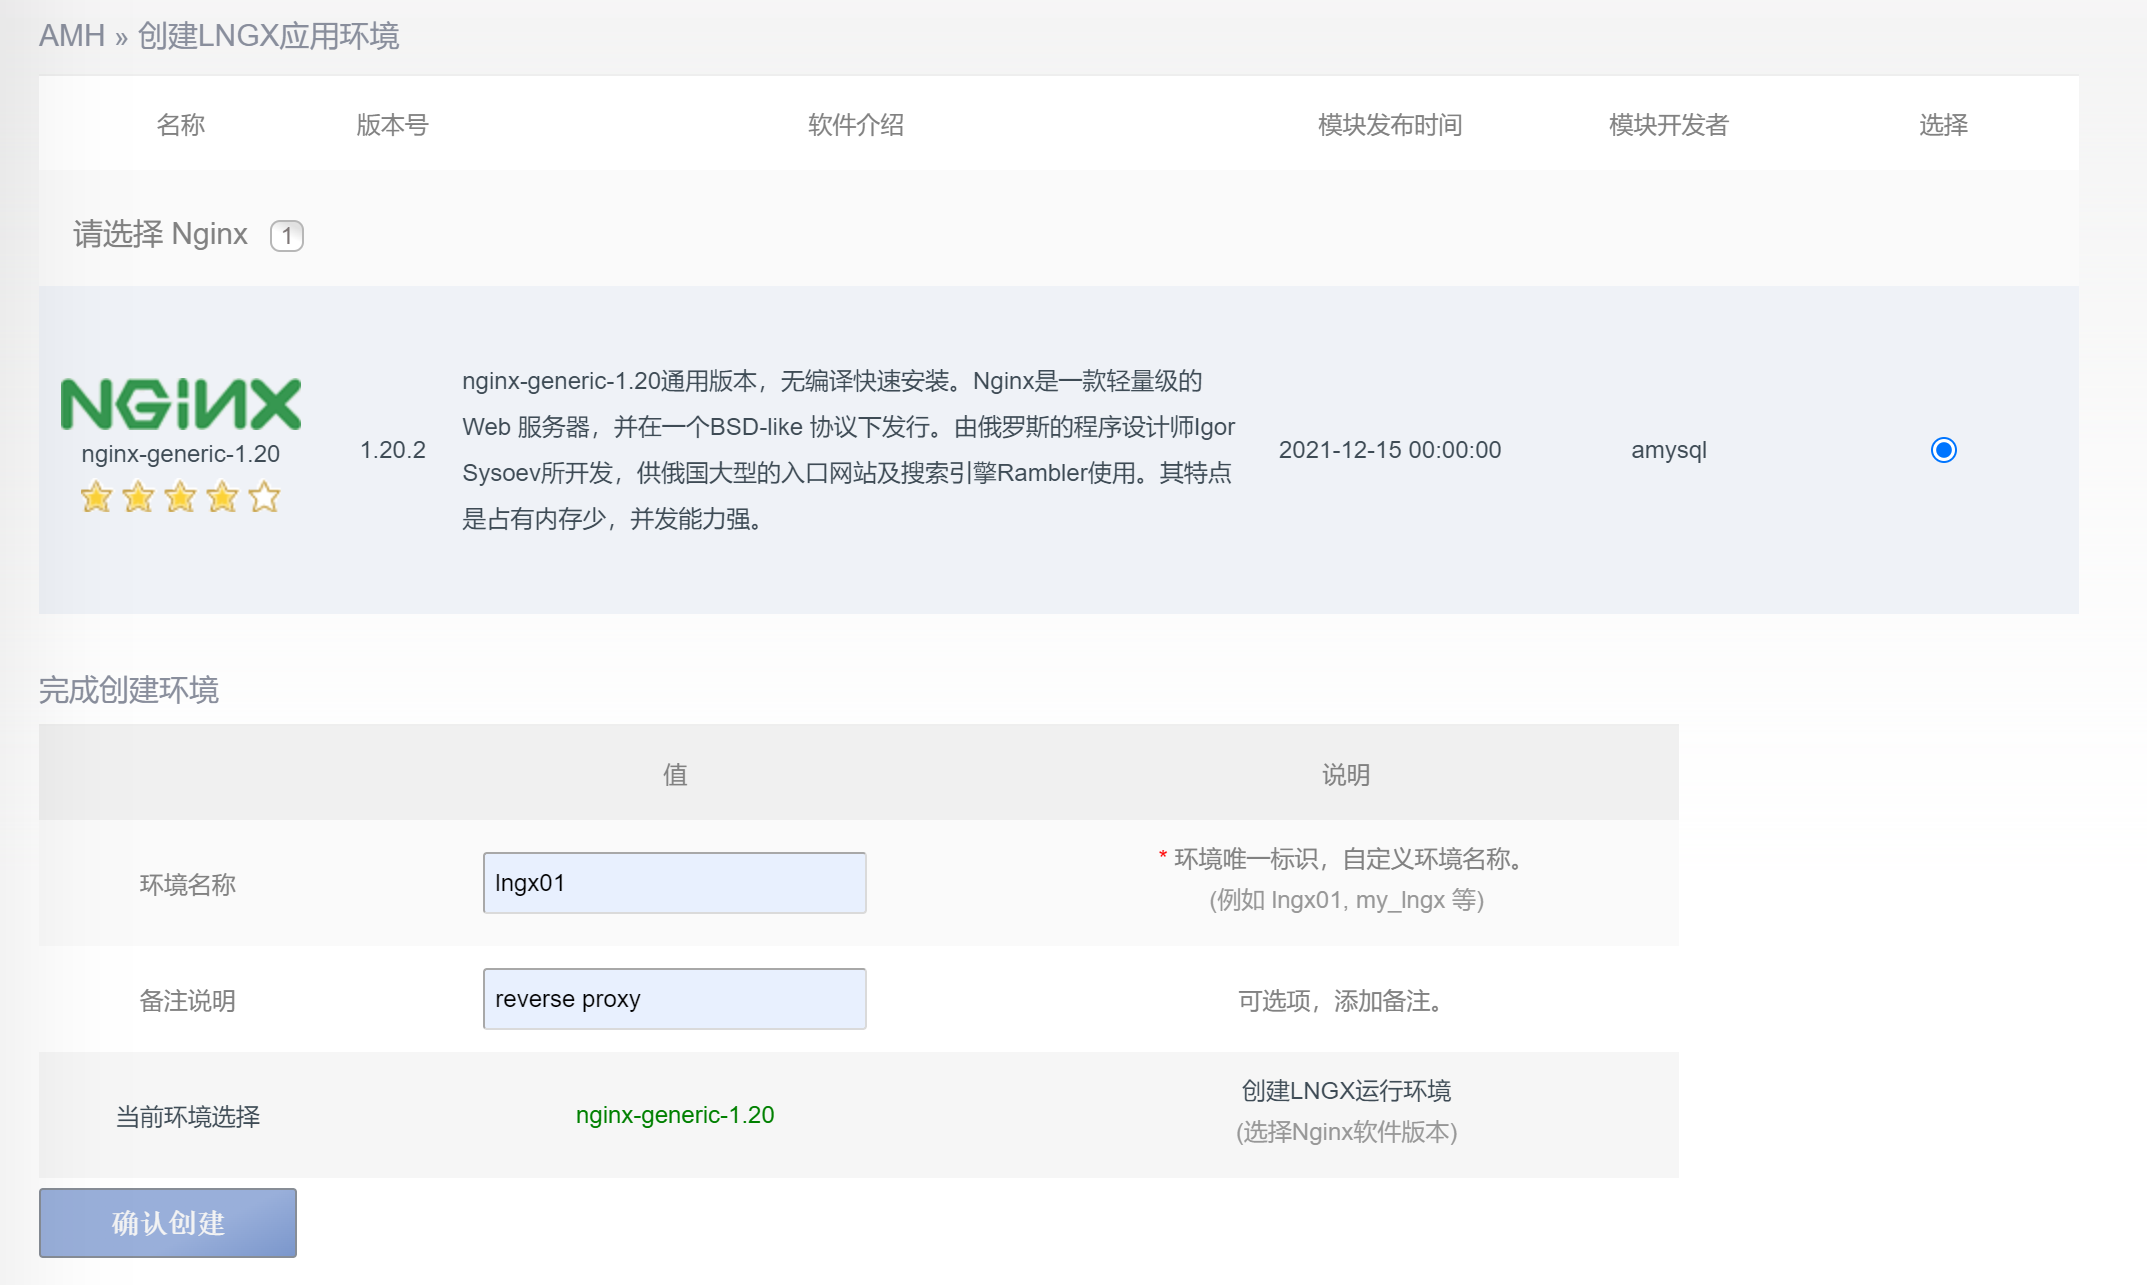 AMH » 创建LNGX应用环境
名称 版本号 软件介绍 模块发布时间 模块开发者 选择
请选择 Nginx 1
NGINX
nginx-generic-1.20
1.20.2
nginx-generic-1.20通用版本，无编译快速安装。Nginx是一款轻量级的
Web 服务器，并在一个BSD-like 协议下发行。由俄罗斯的程序设计师Igor
Sysoev所开发，供俄国大型的入口网站及搜索引擎Rambler使用。其特点
是占有内存少，并发能力强。
2021-12-15 00:00:00
amysql
完成创建环境
值 说明
环境名称 lngx01 * 环境唯一标识，自定义环境名称。
(例如 lngx01, my_lngx 等)
备注说明 reverse proxy 可选项，添加备注。
当前环境选择 nginx-generic-1.20 创建LNGX运行环境
(选择Nginx软件版本)
确认创建